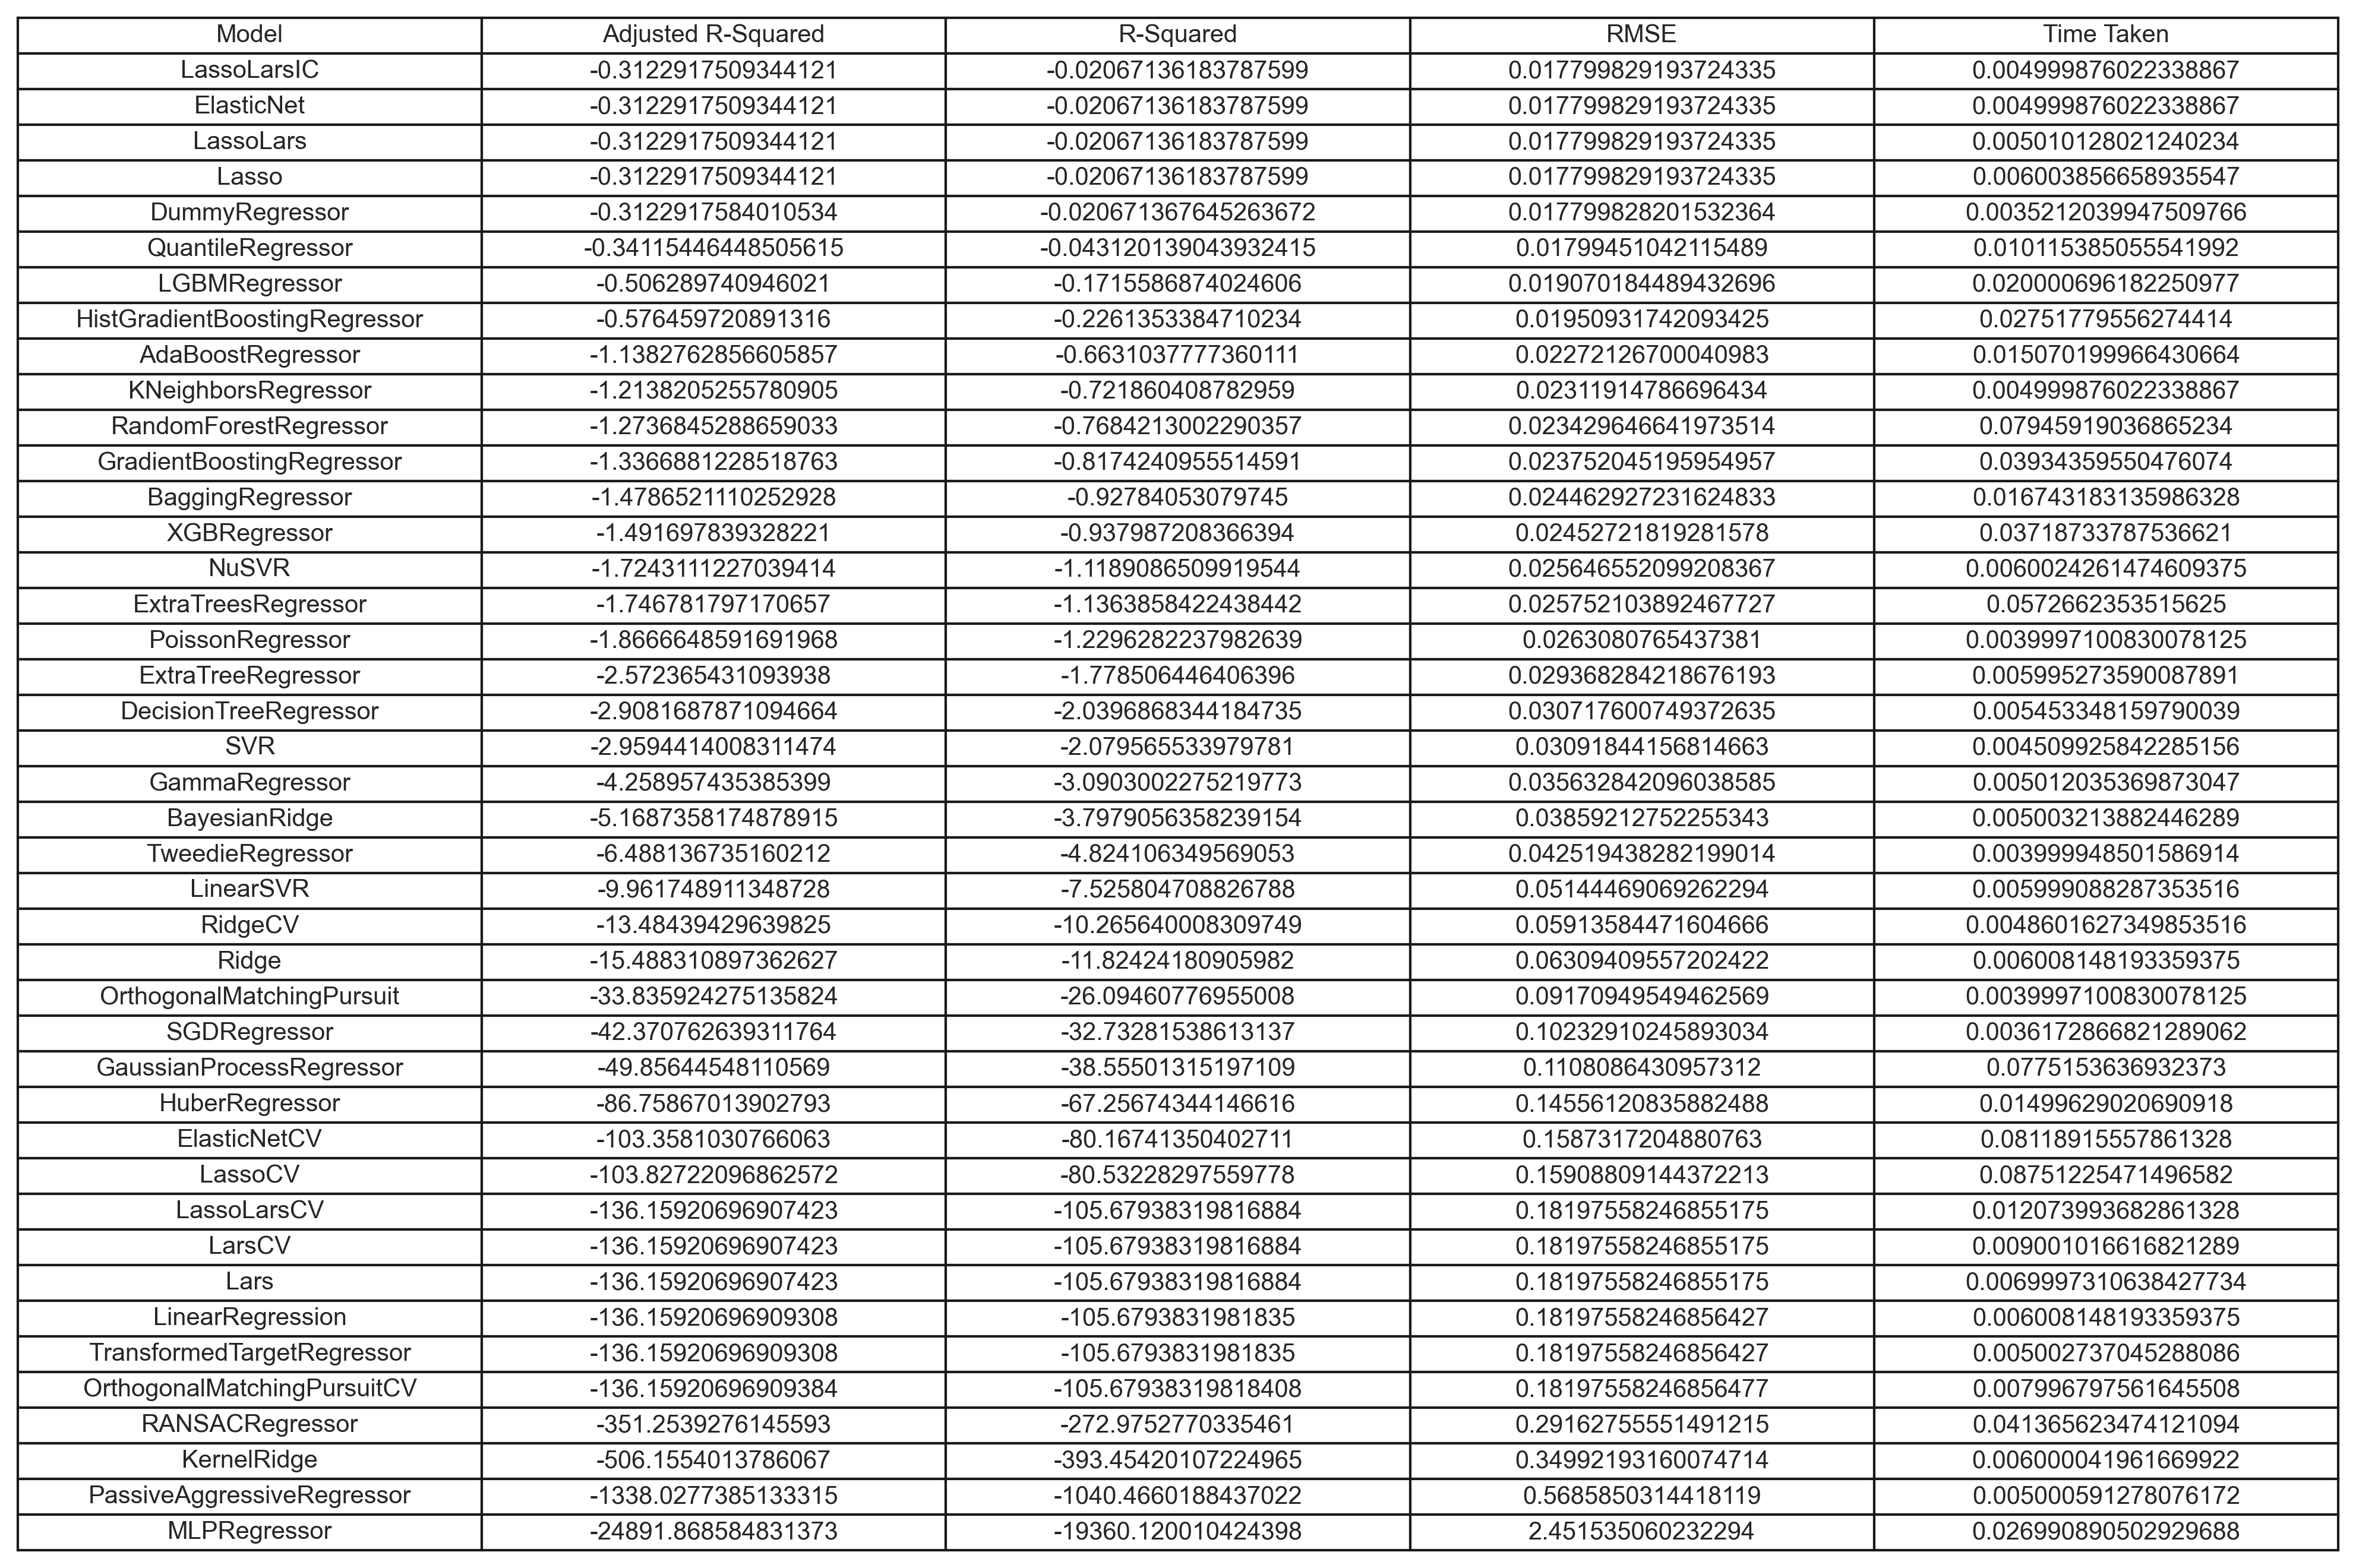 Model Adjusted R-Squared R-Squared RMSE Time Taken
LassoLarsIC -0.3122917509344121 -0.02067136183787599 0.017799829193724335 0.004999876022338867
ElasticNet -0.3122917509344121 -0.02067136183787599 0.017799829193724335 0.004999876022338867
LassoLars -0.3122917509344121 -0.02067136183787599 0.017799829193724335 0.005010128021240234
Lasso -0.3122917509344121 -0.02067136183787599 0.017799829193724335 0.006003856658935547
DummyRegressor -0.3122917584010534 -0.020671367645263672 0.017799828201532364 0.0035212039947509766
QuantileRegressor -0.34115446448505615 -0.043120139043932415 0.01799451042115489 0.010115385055541992
LGBMRegressor -0.506289740946021 -0.1715586874024606 0.019070184489432696 0.020000696182250977
HistGradientBoostingRegressor -0.576459720891316 -0.2261353384710234 0.01950931742093425 0.02751779556274414
AdaBoostRegressor -1.1382762856605857 -0.6631037777360111 0.02272126700040983 0.015070199966430664
KNeighborsRegressor -1.2138205255780905 -0.721860408782959 0.02311914786696434 0.004999876022338867
RandomForestRegressor -1.2736845288659033 -0.7684213002290357 0.023429646641973514 0.07945919036865234
GradientBoostingRegressor -1.3366881228518763 -0.8174240955514591 0.023752045195954957 0.03934359550476074
BaggingRegressor -1.4786521110252928 -0.92784053079745 0.024462927231624833 0.016743183135986328
XGBRegressor -1.491697839328221 -0.937987208366394 0.02452721819281578 0.03718733787536621
NuSVR -1.7243111227039414 -1.1189086509919544 0.025646552099208367 0.0060024261474609375
ExtraTreesRegressor -1.746781797170657 -1.1363858422438442 0.025752103892467727 0.0572662353515625
PoissonRegressor -1.8666648591691968 -1.2296282237982639 0.0263080765437381 0.0039997100830078125
ExtraTreeRegressor -2.572365431093938 -1.778506446406396 0.029368284218676193 0.005995273590087891
DecisionTreeRegressor -2.9081687871094664 -2.0396868344184735 0.030717600749372635 0.005453348159790039
SVR -2.9594414008311474 -2.079565533979781 0.03091844156814663 0.004509925842285156
GammaRegressor -4.258957435385399 -3.0903002275219773 0.035632842096038585 0.005012035369873047
BayesianRidge -5.1687358174878915 -3.7979056358239154 0.03859212752255343 0.005003213882446289
TweedieRegressor -6.488136735160212 -4.824106349569053 0.042519438282199014 0.003999948501586914
LinearSVR -9.961748911348728 -7.525804708826788 0.05144469069262294 0.005999088287353516
RidgeCV -13.48439429639825 -10.265640008309749 0.05913584471604666 0.0048601627349853516
Ridge -15.488310897362627 -11.82424180905982 0.06309409557202422 0.006008148193359375
OrthogonalMatchingPursuit -33.835924275135824 -26.09460776955008 0.09170949549462569 0.0039997100830078125
SGDRegressor -42.370762639311764 -32.73281538613137 0.10232910245893034 0.0036172866821289062
GaussianProcessRegressor -49.85644548110569 -38.55501315197109 0.1108086430957312 0.0775153636932373
HuberRegressor -86.75867013902793 -67.25674344146616 0.14556120835882488 0.01499629020690918
ElasticNetCV -103.3581030766063 -80.16741350402711 0.1587317204880763 0.08118915557861328
LassoCV -103.82722096862572 -80.53228297559778 0.15908809144372213 0.08751225471496582
LassoLarsCV -136.15920696907423 -105.67938319816884 0.18197558246855175 0.012073993682861328
LarsCV -136.15920696907423 -105.67938319816884 0.18197558246855175 0.009001016616821289
Lars -136.15920696907423 -105.67938319816884 0.18197558246855175 0.0069997310638427734
LinearRegression -136.15920696909308 -105.6793831981835 0.18197558246856427 0.006008148193359375
TransformedTargetRegressor -136.15920696909308 -105.6793831981835 0.18197558246856427 0.005002737045288086
OrthogonalMatchingPursuitCV -136.15920696909384 -105.67938319818408 0.18197558246856477 0.007996797561645508
RANSACRegressor -351.2539276145593 -272.9752770335461 0.29162755551491215 0.041365623474121094
KernelRidge -506.1554013786067 -393.45420107224965 0.34992193160074714 0.006000041961669922
PassiveAggressiveRegressor -1338.0277385133315 -1040.4660188437022 0.5685850314418119 0.005000591278076172
MLPRegressor -24891.868584831373 -19360.120010424398 2.451535060232294 0.026990890502929688